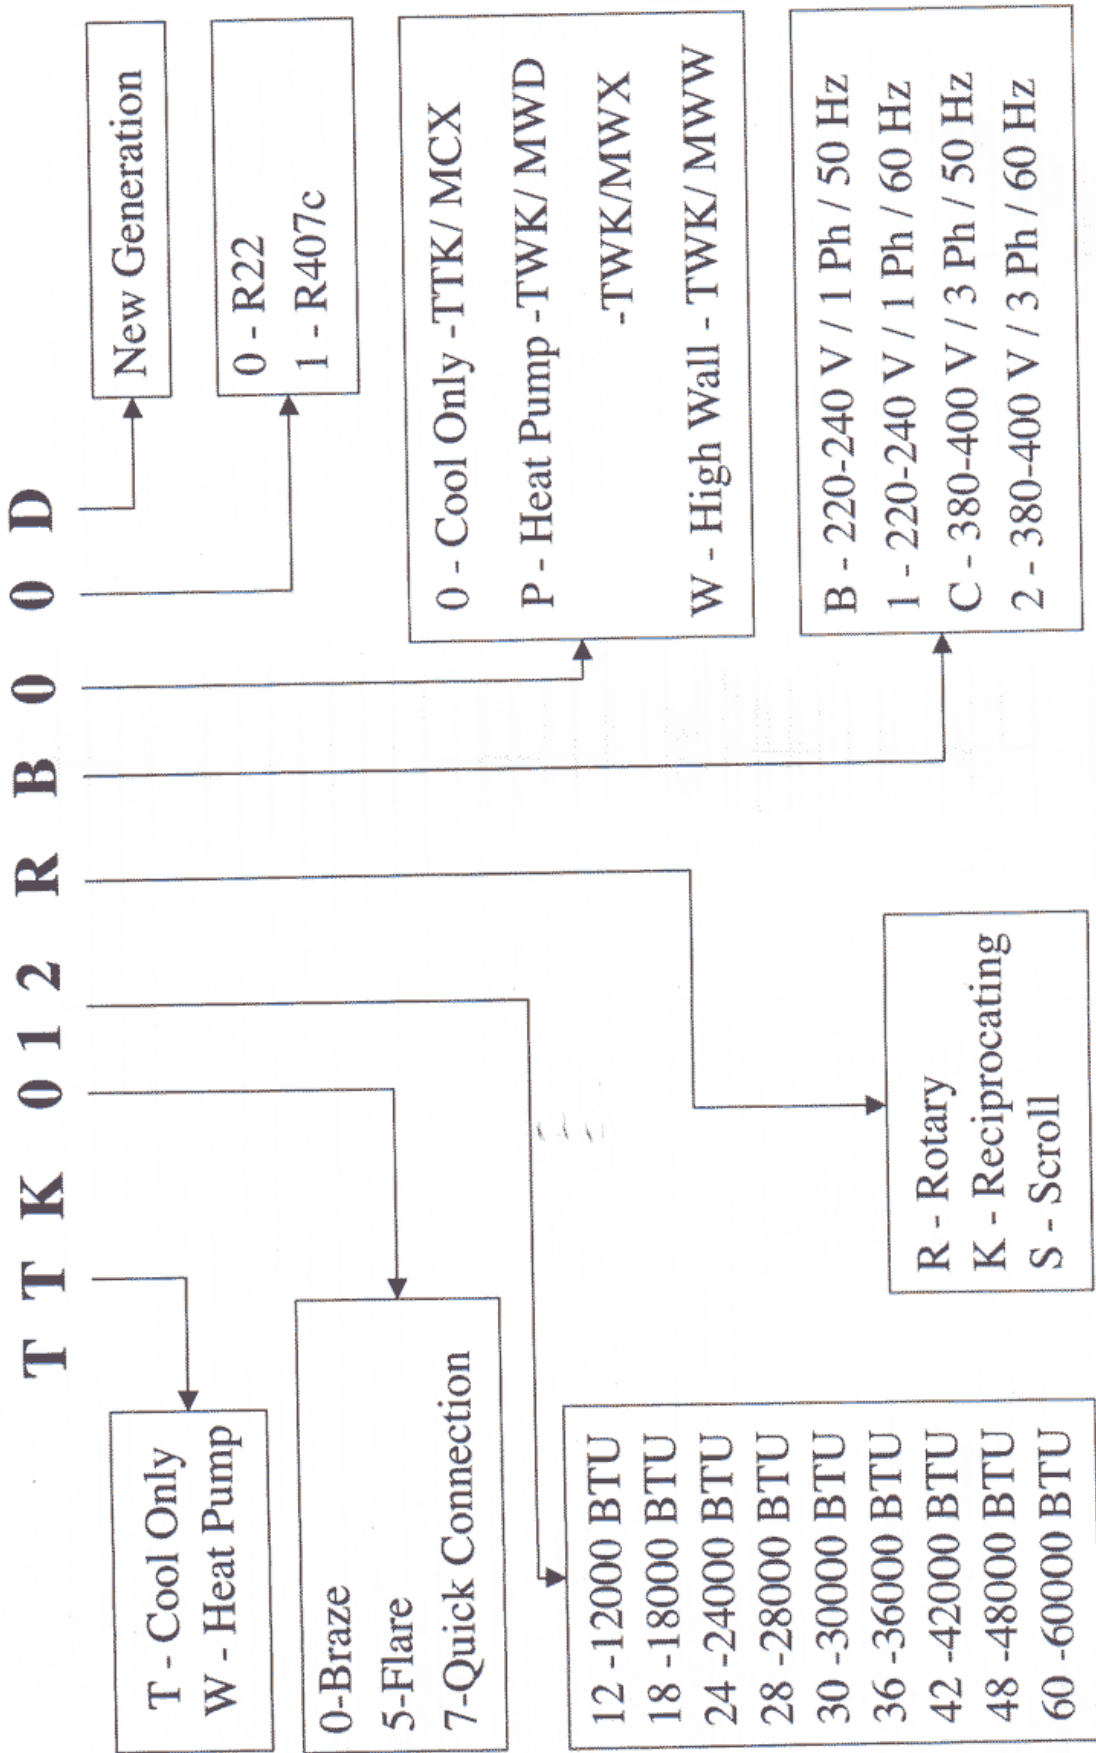 T T K 0 1 2 R B 0 0 D
T - Cool Only
W - Heat Pump
0-Braze
5-Flare
7-Quick Connection
12 -12000 BTU
18 -18000 BTU
24 -24000 BTU
28 -28000 BTU
30 -30000 BTU
36 -36000 BTU
42 -42000 BTU
48 -48000 BTU
60 -60000 BTU
R - Rotary
K - Reciprocating
S - Scroll
New Generation
0 - R22
1 - R407c
0 - Cool Only -TTK/ MCX
P - Heat Pump -TWK/ MWD
-TWK/MWX
W - High Wall - TWK/ MWW
B - 220-240 V / 1 Ph / 50 Hz
1 - 220-240 V / 1 Ph / 60 Hz
C - 380-400 V / 3 Ph / 50 Hz
2 - 380-400 V / 3 Ph / 60 Hz